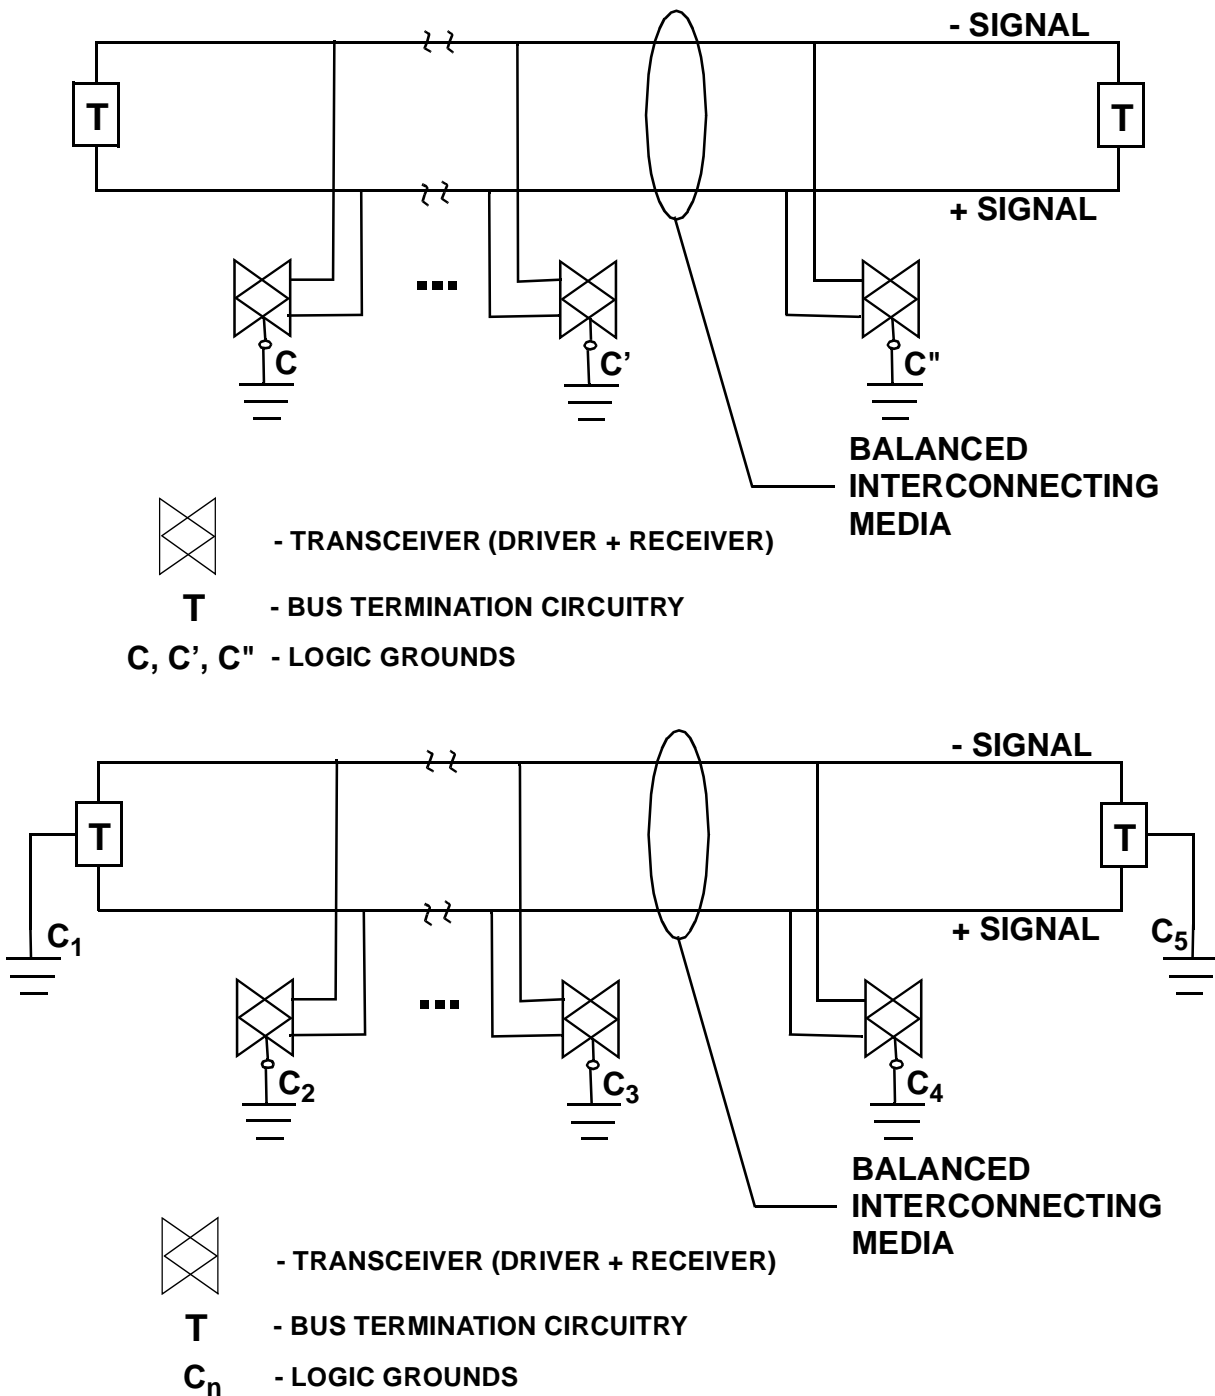 - SIGNAL
T
T
+ SIGNAL
C
C’
C"
BALANCED
INTERCONNECTING
MEDIA
- TRANSCEIVER (DRIVER + RECEIVER)
T - BUS TERMINATION CIRCUITRY
C, C’, C" - LOGIC GROUNDS
- SIGNAL
T
T
+ SIGNAL
C1
C5
C2
C3
C4
BALANCED
INTERCONNECTING
MEDIA
- TRANSCEIVER (DRIVER + RECEIVER)
T - BUS TERMINATION CIRCUITRY
Cn - LOGIC GROUNDS